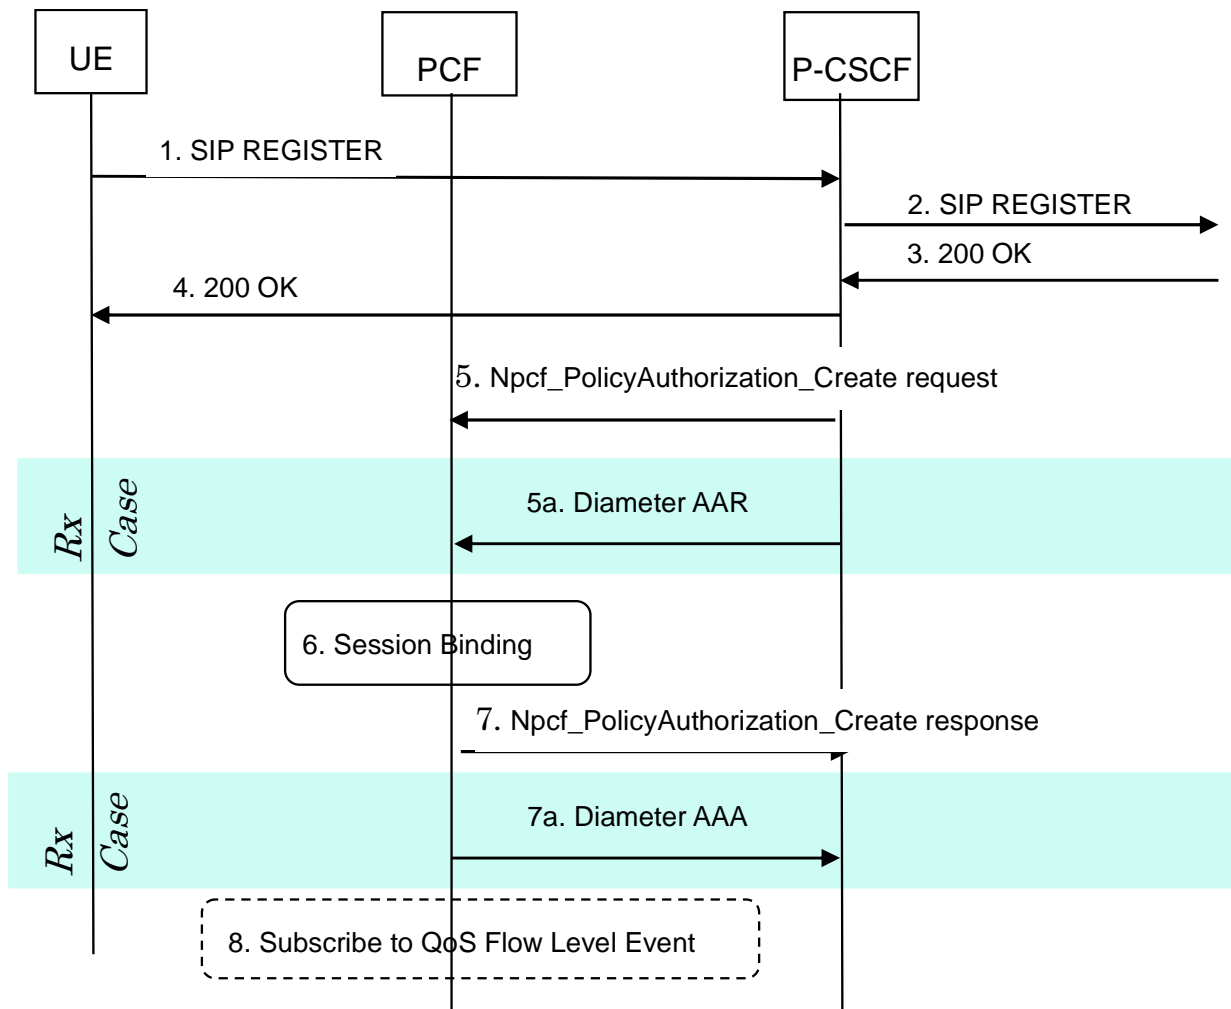 UE
PCF
P-CSCF
1. SIP REGISTER
2. SIP REGISTER
3. 200 OK
4. 200 OK
5. Npcf_PolicyAuthorization_Create request
Rx
Case
5a. Diameter AAR
6. Session Binding
7. Npcf_PolicyAuthorization_Create response
Rx
Case
7a. Diameter AAA
8. Subscribe to QoS Flow Level Event